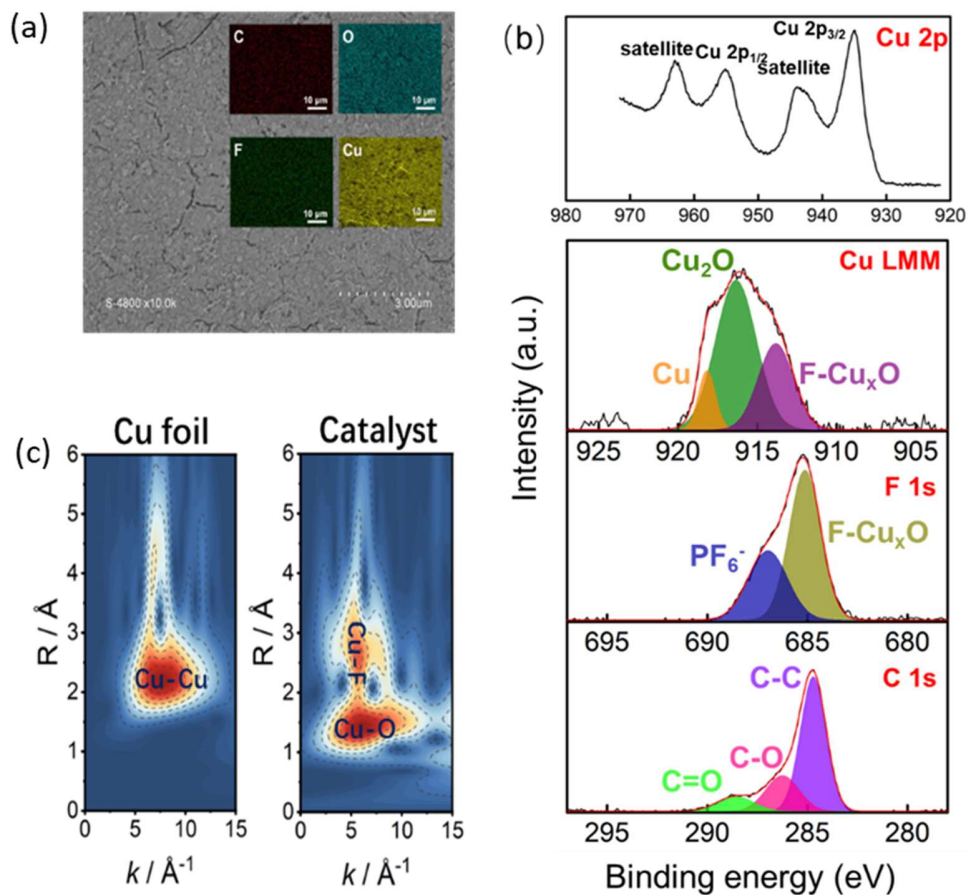 (a)
C
10 μm
O
10 μm
F
10 μm
Cu
10 μm
S-4800 x10.0k
3.00um
(b)
Cu 2p
satellite
Cu 2p1/2
satellite
Cu 2p3/2
980 970 960 950 940 930 920
Intensity (a.u.)
Cu LMM
Cu2O
Cu
F-CuxO
925 920 915 910 905
F 1s
PF6-
F-CuxO
695 690 685 680
C 1s
C-C
C-O
C=O
295 290 285 280
Binding energy (eV)
(c)
Cu foil
R / Å
6
5
4
3
2
1
0
Cu-Cu
0 5 10 15
k / Å-1
Catalyst
R / Å
6
5
4
3
2
1
0
Cu-F
Cu-O
0 5 10 15
k / Å-1